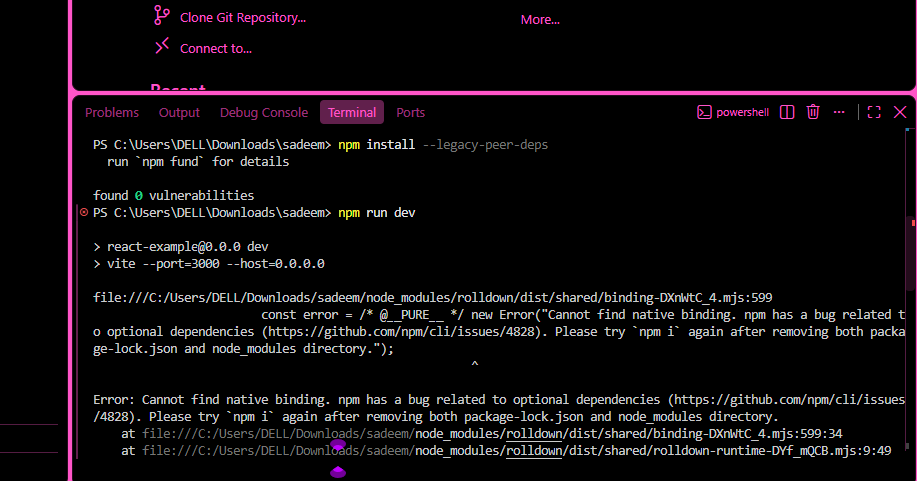 Clone Git Repository...
More...
Connect to...
Recent
Problems Output Debug Console Terminal Ports powershell
PS C:\Users\DELL\Downloads\sadeem> npm install --legacy-peer-deps
run `npm fund` for details
found 0 vulnerabilities
PS C:\Users\DELL\Downloads\sadeem> npm run dev
> react-example@0.0.0 dev
> vite --port=3000 --host=0.0.0.0
file:///C:/Users/DELL/Downloads/sadeem/node_modules/rolldown/dist/shared/binding-DXnWtC_4.mjs:599
const error = /* @__PURE__ */ new Error("Cannot find native binding. npm has a bug related t
o optional dependencies (https://github.com/npm/cli/issues/4828). Please try `npm i` again after removing both packa
ge-lock.json and node_modules directory.");
^
Error: Cannot find native binding. npm has a bug related to optional dependencies (https://github.com/npm/cli/issues
/4828). Please try `npm i` again after removing both package-lock.json and node_modules directory.
at file:///C:/Users/DELL/Downloads/sadeem/node_modules/rolldown/dist/shared/binding-DXnWtC_4.mjs:599:34
at file:///C:/Users/DELL/Downloads/sadeem/node_modules/rolldown/dist/shared/rolldown-runtime-DYf_mQCB.mjs:9:49